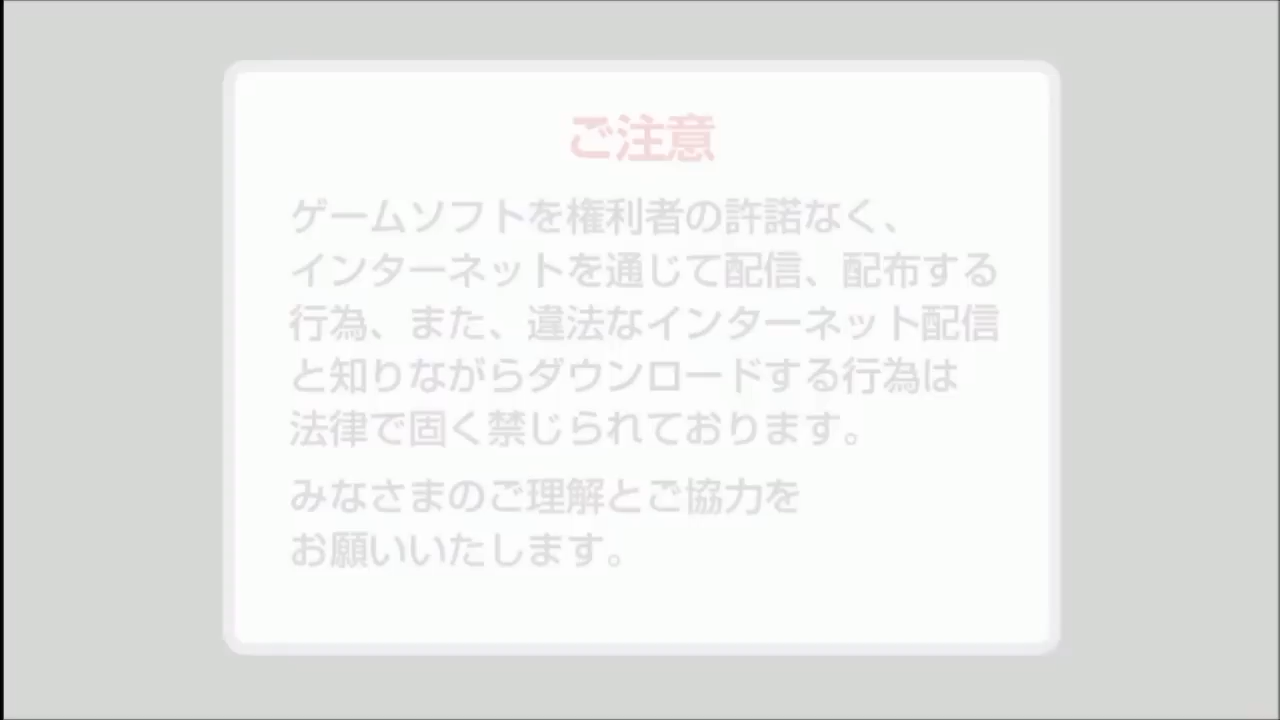 ご注意
ゲームソフトを権利者の許諾なく、
インターネットを通じて配信、配布する
行為、また、違法なインターネット配信
と知りながらダウンロードする行為は
法律で固く禁じられております。
みなさまのご理解とご協力を
お願いいたします。